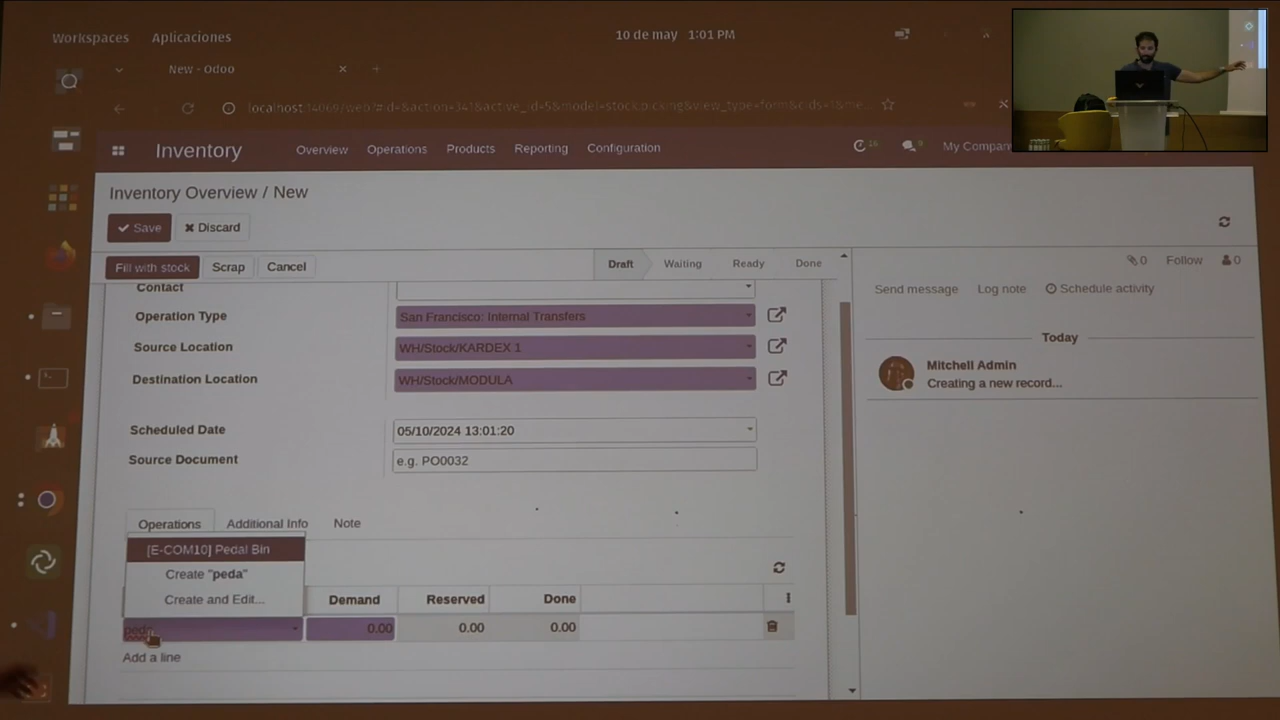 Workspaces Aplicaciones 10 de may 1:01 PM
New - Odoo
Inventory Overview Operations Products Reporting Configuration 16 9 My Company
Inventory Overview / New
Save Discard
Fill with stock Scrap Cancel Draft Waiting Ready Done 0 Follow 0
Contact
Send message Log note Schedule activity
Operation Type San Francisco: Internal Transfers
Source Location WH/Stock/KARDEX 1
Today
Destination Location WH/Stock/MODULA
Mitchell Admin
Creating a new record...
Scheduled Date 05/10/2024 13:01:20
Source Document e.g. PO0032
Operations Additional Info Note
[E-COM10] Pedal Bin
Create "peda"
Create and Edit...
Demand Reserved Done
peda 0.00 0.00 0.00
Add a line